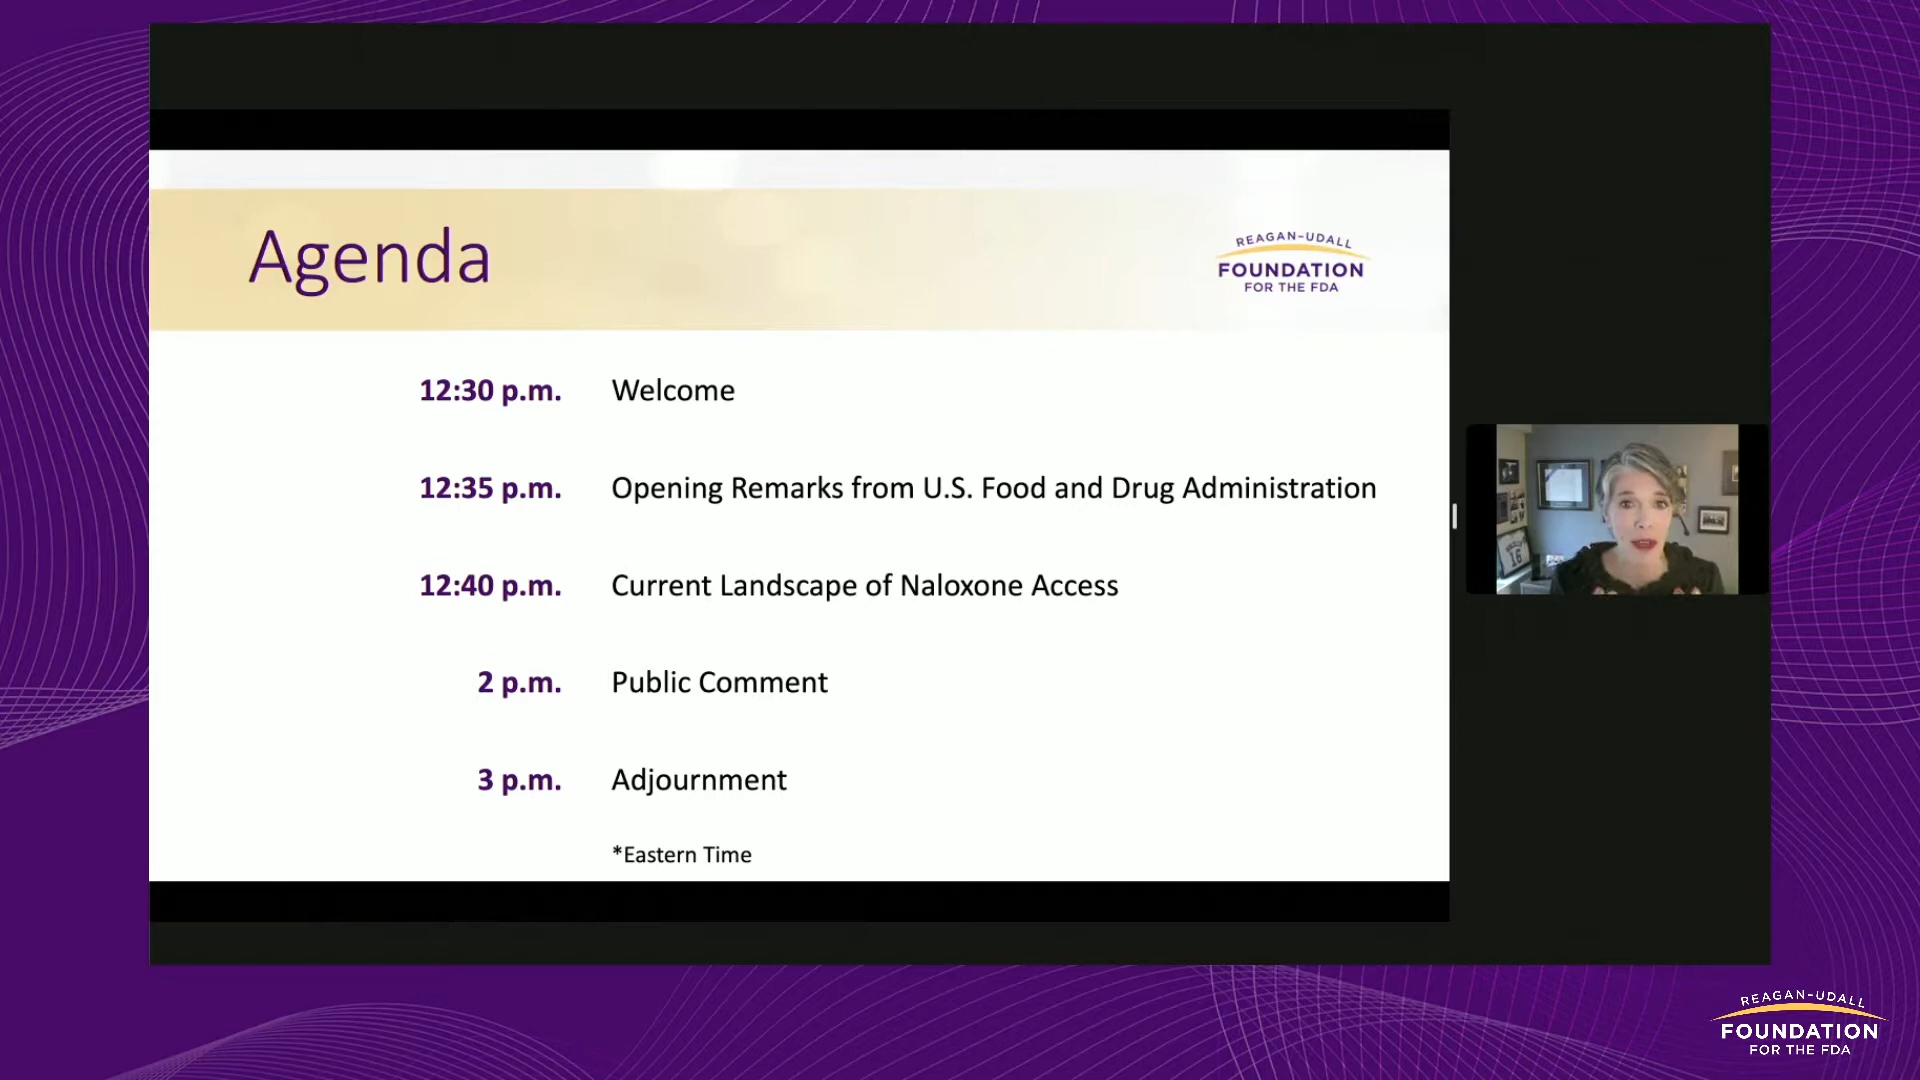 Agenda
REAGAN-UDALL
FOUNDATION
FOR THE FDA
12:30 p.m. Welcome
12:35 p.m. Opening Remarks from U.S. Food and Drug Administration
12:40 p.m. Current Landscape of Naloxone Access
2 p.m. Public Comment
3 p.m. Adjournment
*Eastern Time
16
REAGAN-UDALL
FOUNDATION
FOR THE FDA